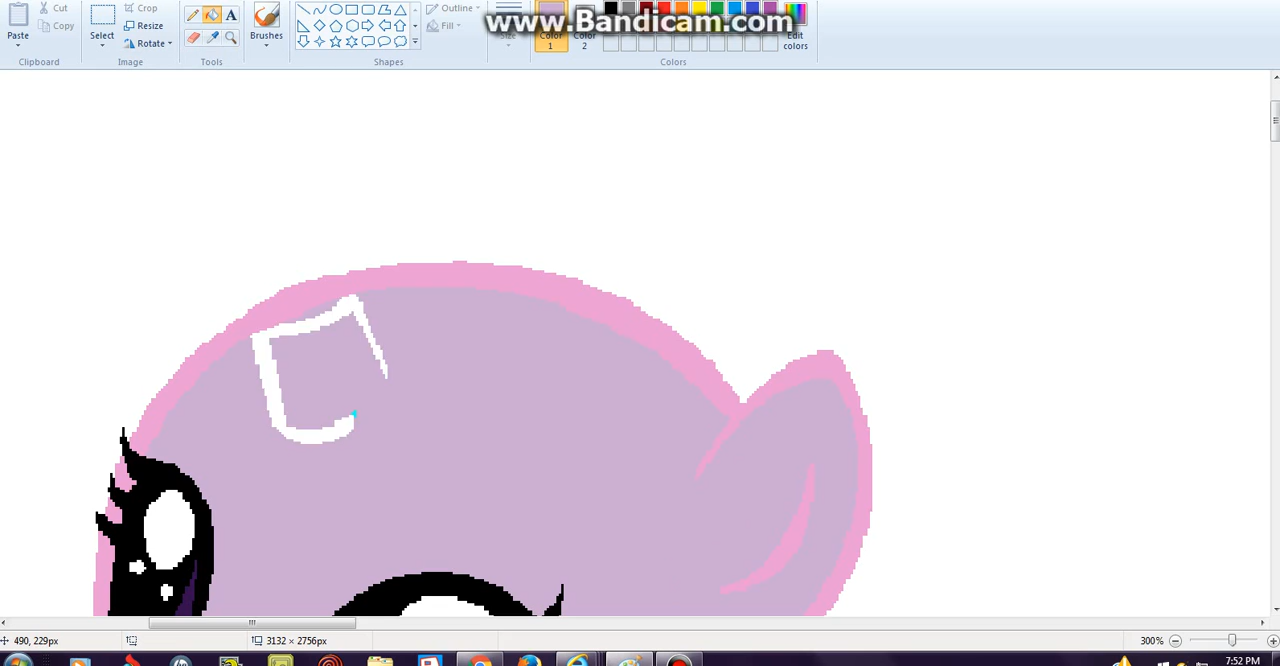 www.Bandicam.com
Paste
Cut
Copy
Clipboard
Select
Crop
Resize
Rotate
Image
A
Tools
Brushes
Outline
Fill
Shapes
Size
Color
1
Color
2
Edit
colors
Colors
490, 229px
3132 × 2756px
300%
7:52 PM